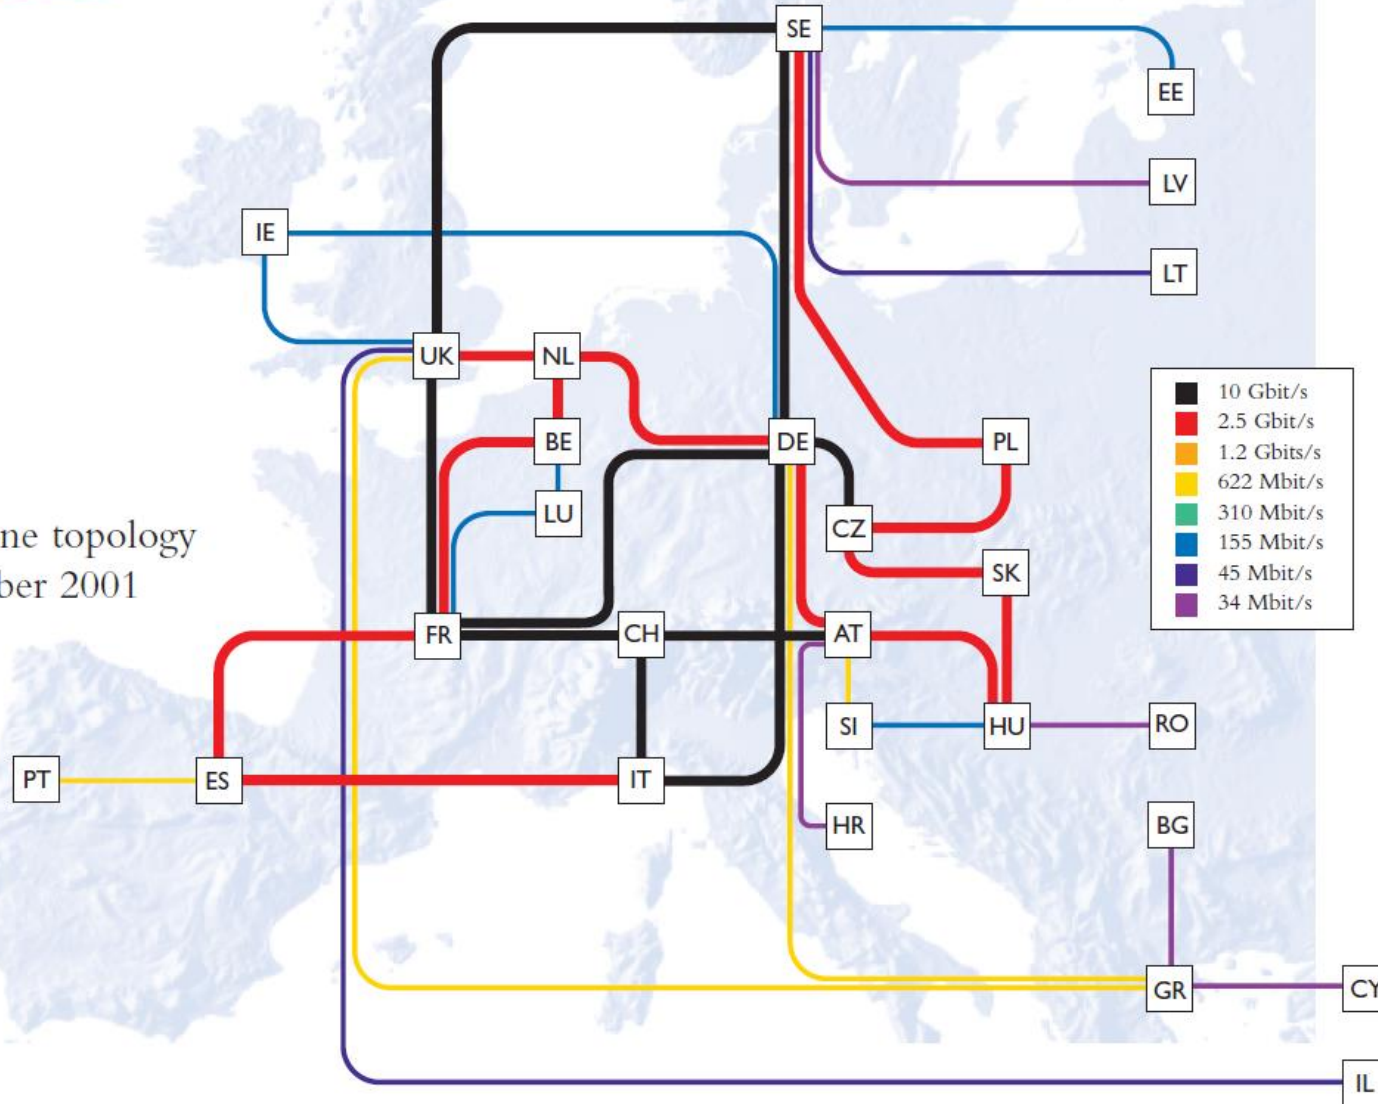 SE
EE
LV
IE
LT
UK
NL
10 Gbit/s
2.5 Gbit/s
1.2 Gbits/s
622 Mbit/s
310 Mbit/s
155 Mbit/s
45 Mbit/s
34 Mbit/s
BE
DE
PL
LU
CZ
ne topology
ber 2001
SK
FR
CH
AT
SI
HU
RO
PT
ES
IT
HR
BG
GR
CY
IL